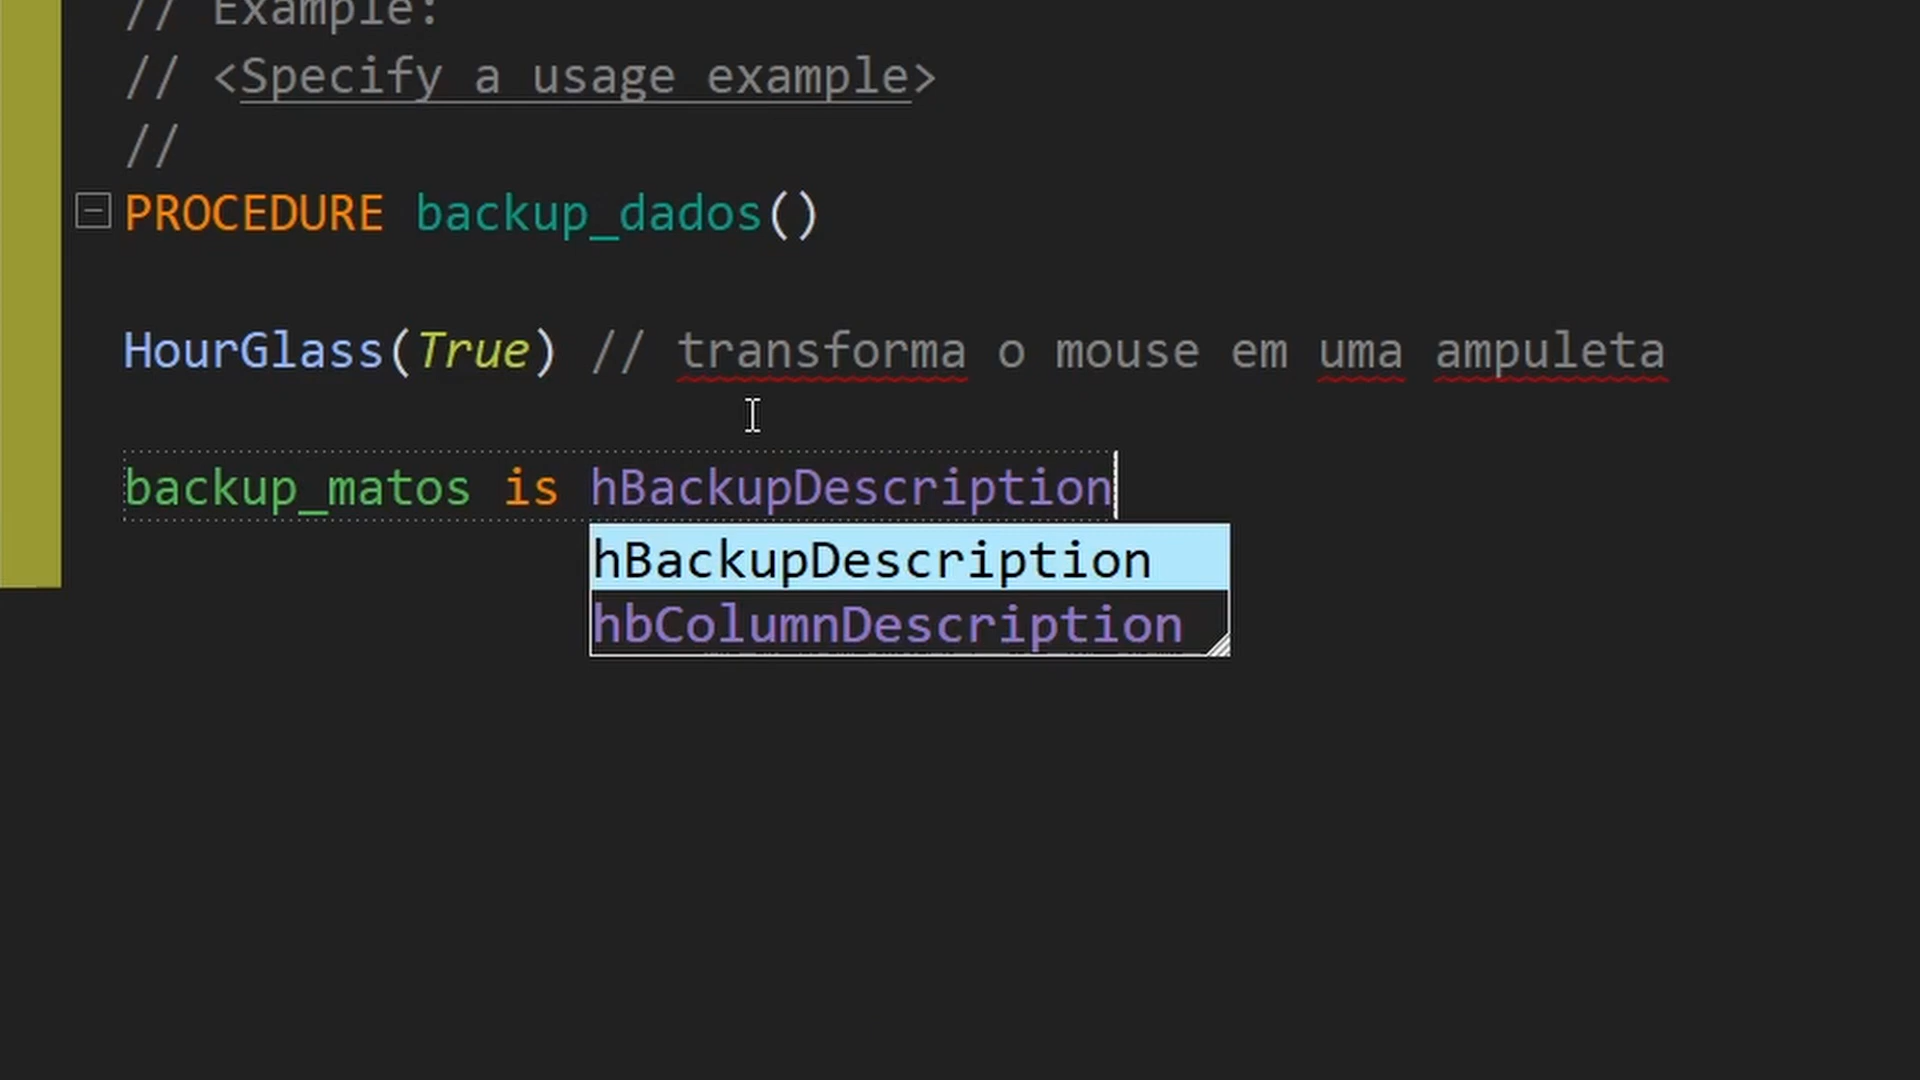 // Example:
// <Specify a usage example>
//
PROCEDURE backup_dados()
HourGlass(True) // transforma o mouse em uma ampuleta
backup_matos is hBackupDescription
hBackupDescription
hbColumnDescription